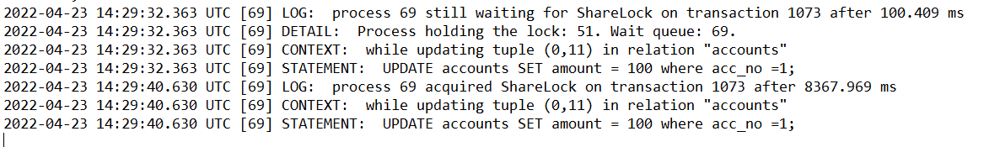 2022-04-23 14:29:32.363 UTC [69] LOG:  process 69 still waiting for ShareLock on transaction 1073 after 100.409 ms
2022-04-23 14:29:32.363 UTC [69] DETAIL:  Process holding the lock: 51. Wait queue: 69.
2022-04-23 14:29:32.363 UTC [69] CONTEXT:  while updating tuple (0,11) in relation "accounts"
2022-04-23 14:29:32.363 UTC [69] STATEMENT:  UPDATE accounts SET amount = 100 where acc_no =1;
2022-04-23 14:29:40.630 UTC [69] LOG:  process 69 acquired ShareLock on transaction 1073 after 8367.969 ms
2022-04-23 14:29:40.630 UTC [69] CONTEXT:  while updating tuple (0,11) in relation "accounts"
2022-04-23 14:29:40.630 UTC [69] STATEMENT:  UPDATE accounts SET amount = 100 where acc_no =1;